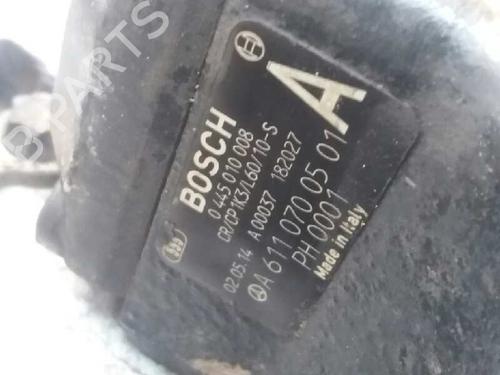 BOSCH
0 445 010 008
CR/CP1K3/L60/10-S
02.05.14 A 00037 182027
A 611 070 05 01
PH 0001
Made in Italy
A
B PARTS